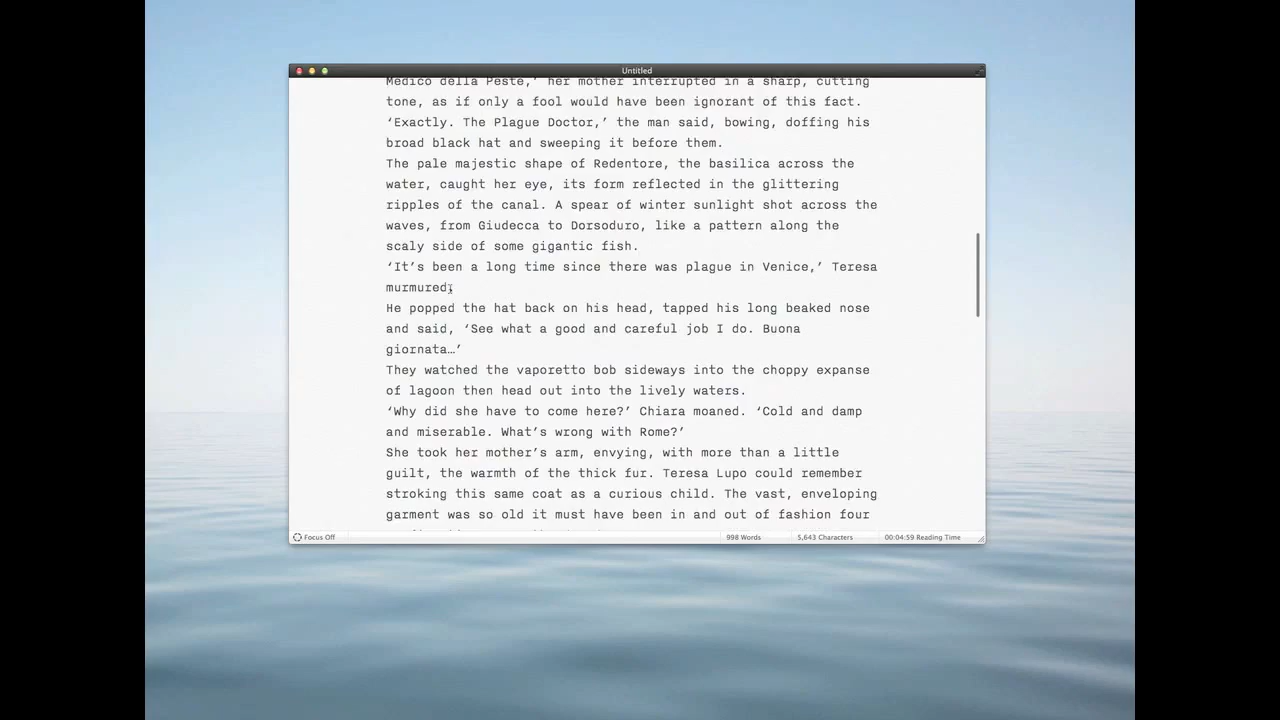 Untitled
Medico della Peste,’ her mother interrupted in a sharp, cutting
tone, as if only a fool would have been ignorant of this fact.
‘Exactly. The Plague Doctor,’ the man said, bowing, doffing his
broad black hat and sweeping it before them.
The pale majestic shape of Redentore, the basilica across the
water, caught her eye, its form reflected in the glittering
ripples of the canal. A spear of winter sunlight shot across the
waves, from Giudecca to Dorsoduro, like a pattern along the
scaly side of some gigantic fish.
‘It’s been a long time since there was plague in Venice,’ Teresa
murmured.
He popped the hat back on his head, tapped his long beaked nose
and said, ‘See what a good and careful job I do. Buona
giornata…’
They watched the vaporetto bob sideways into the choppy expanse
of lagoon then head out into the lively waters.
‘Why did she have to come here?’ Chiara moaned. ‘Cold and damp
and miserable. What’s wrong with Rome?’
She took her mother’s arm, envying, with more than a little
guilt, the warmth of the thick fur. Teresa Lupo could remember
stroking this same coat as a curious child. The vast, enveloping
garment was so old it must have been in and out of fashion four
Focus Off
998 Words
5,643 Characters
00:04:59 Reading Time